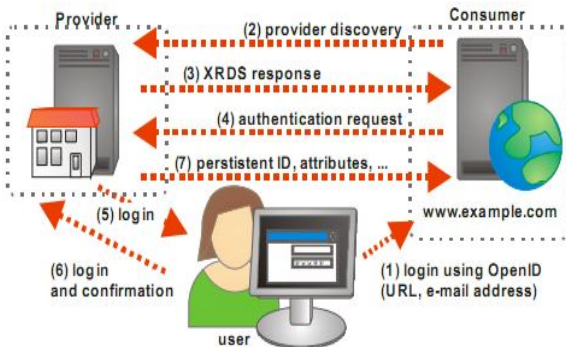 Provider
Consumer
(2) provider discovery
(3) XRDS response
(4) authentication request
(7) perstistent ID, attributes, ...
www.example.com
(5) login
(6) login
and confirmation
(1) login using OpenID
(URL, e-mail address)
user